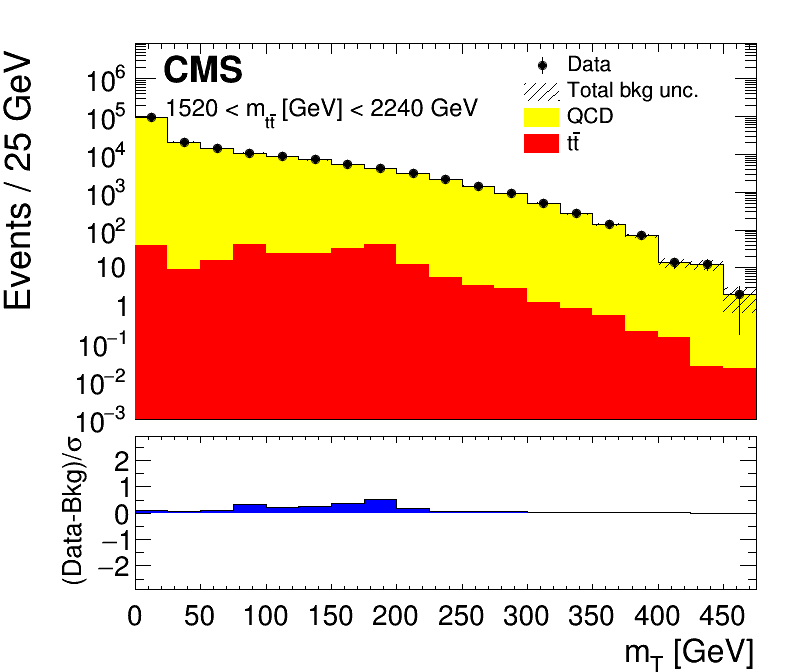 CMS
1520 < m_{tt̄} [GeV] < 2240 GeV
Data
Total bkg unc.
QCD
tt̄
Events / 25 GeV
10⁶
10⁵
10⁴
10³
10²
10
1
10⁻¹
10⁻²
10⁻³
(Data-Bkg)/σ
2
1
0
−1
−2
0 50 100 150 200 250 300 350 400 450
m_T [GeV]